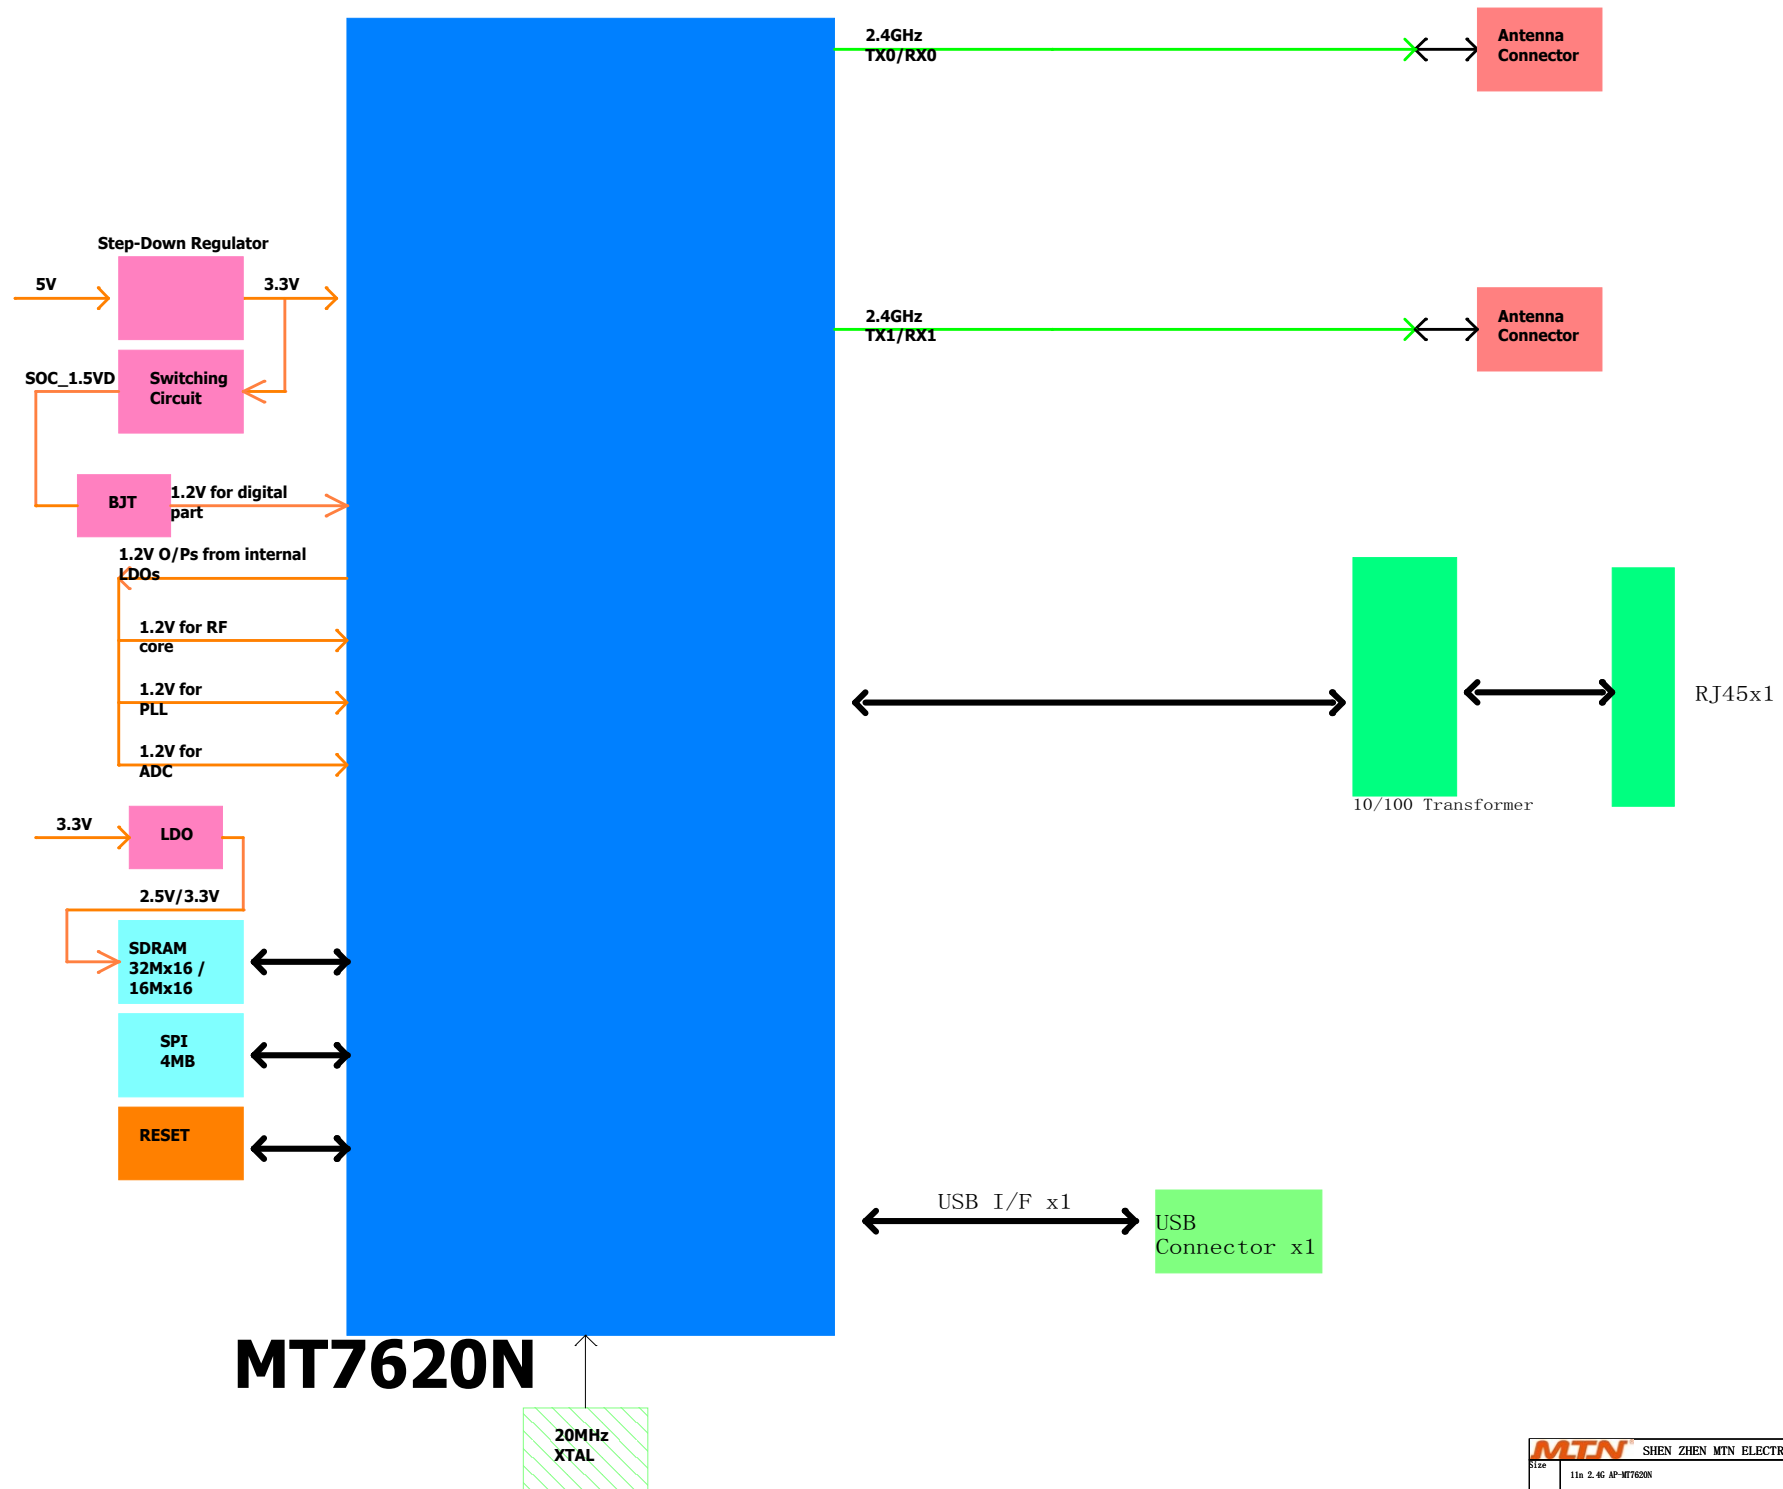 2.4GHz
TX0/RX0
Antenna
Connector
Step-Down Regulator
5V
3.3V
2.4GHz
TX1/RX1
Antenna
Connector
SOC_1.5VD
Switching
Circuit
BJT
1.2V for digital
part
1.2V O/Ps from internal
LDOs
1.2V for RF
core
1.2V for
PLL
1.2V for
ADC
RJ45x1
10/100 Transformer
3.3V
LDO
2.5V/3.3V
SDRAM
32Mx16 /
16Mx16
SPI
4MB
RESET
USB I/F x1
USB
Connector x1
MT7620N
20MHz
XTAL
MTN® SHEN ZHEN MTN ELECTR
Size
11n 2.4G AP-MT7620N